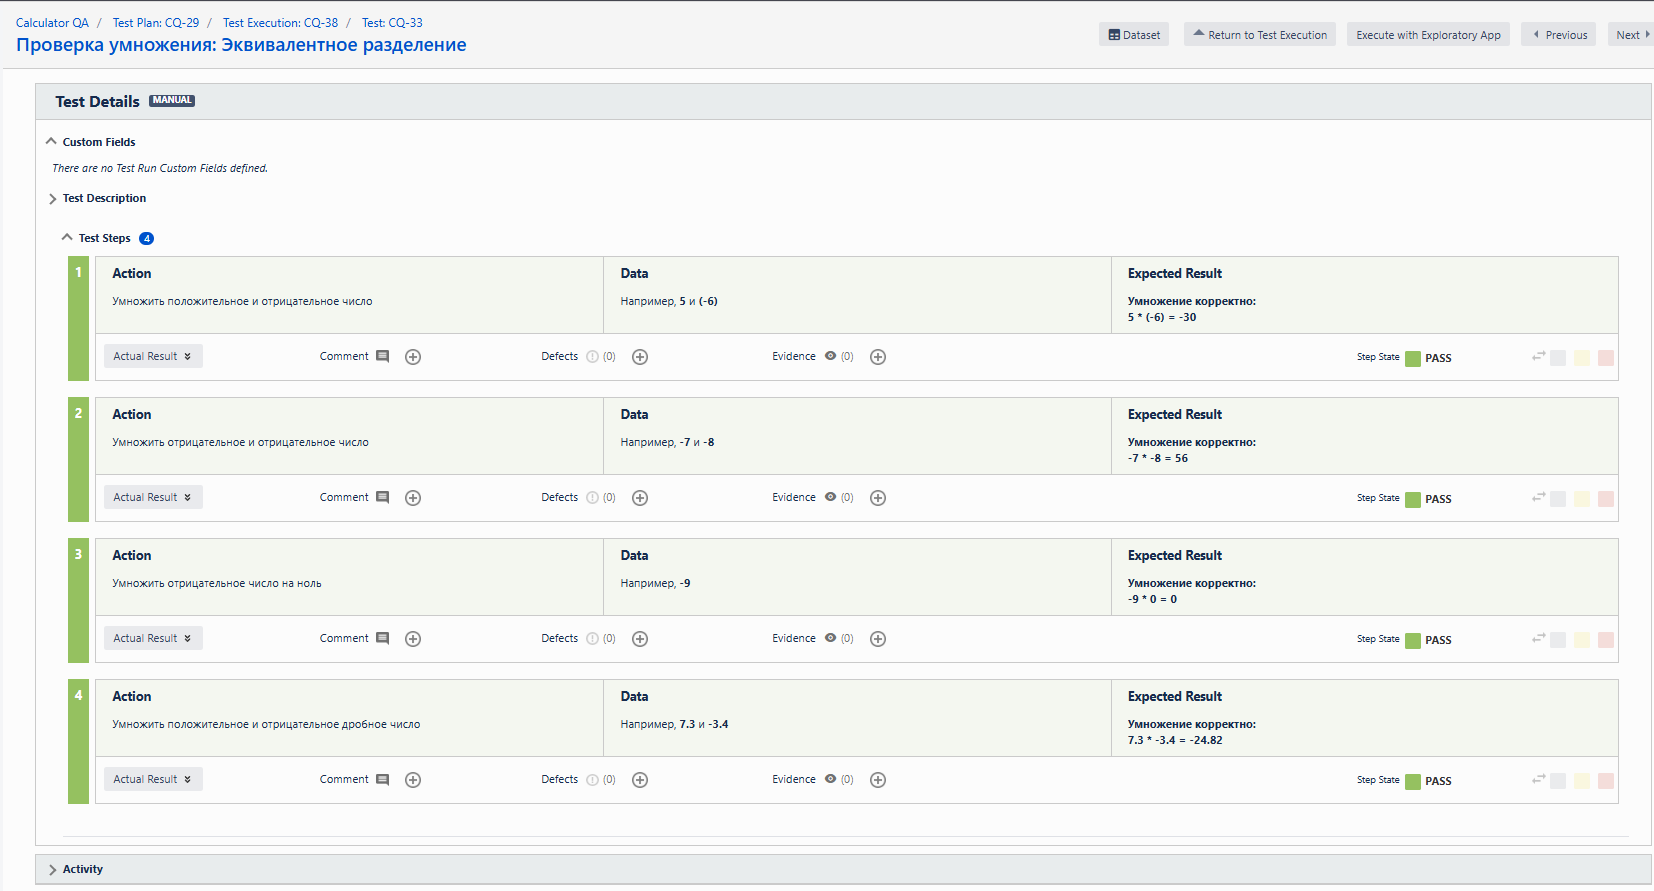 Calculator QA / Test Plan: CQ-29 / Test Execution: CQ-38 / Test: CQ-33
Проверка умножения: Эквивалентное разделение
Dataset Return to Test Execution Execute with Exploratory App Previous Next
Test Details MANUAL
Custom Fields
There are no Test Run Custom Fields defined.
Test Description
Test Steps 4
1 Action Data Expected Result
Умножить положительное и отрицательное число Например, 5 и (-6) Умножение корректно:
5 * (-6) = -30
Actual Result Comment Defects (0) Evidence (0) Step State PASS
2 Action Data Expected Result
Умножить отрицательное и отрицательное число Например, -7 и -8 Умножение корректно:
-7 * -8 = 56
Actual Result Comment Defects (0) Evidence (0) Step State PASS
3 Action Data Expected Result
Умножить отрицательное число на ноль Например, -9 Умножение корректно:
-9 * 0 = 0
Actual Result Comment Defects (0) Evidence (0) Step State PASS
4 Action Data Expected Result
Умножить положительное и отрицательное дробное число Например, 7.3 и -3.4 Умножение корректно:
7.3 * -3.4 = -24.82
Actual Result Comment Defects (0) Evidence (0) Step State PASS
Activity